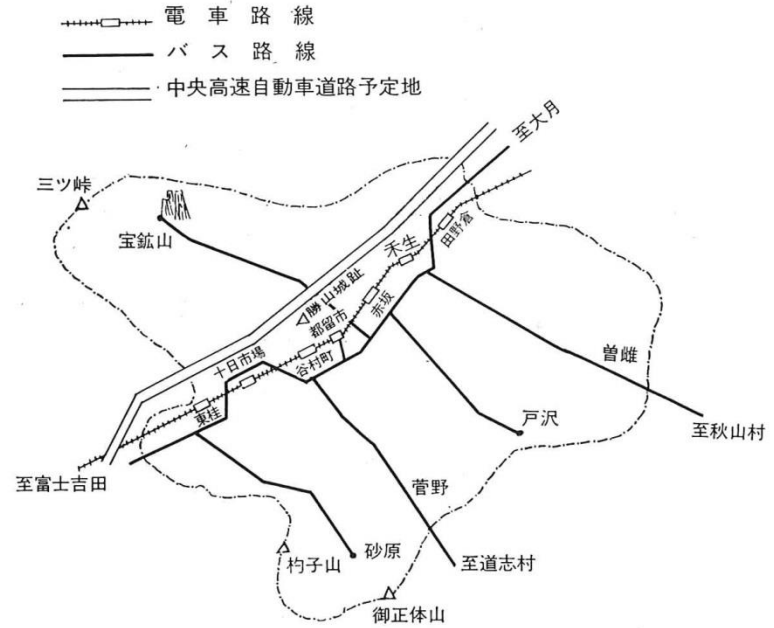 電車路線
バス路線
中央高速自動車道路予定地
至大月
三ツ峠
宝鉱山
田野倉
禾生
赤坂
勝山城趾
都留市
谷村町
十日市場
東桂
曽雌
戸沢
至秋山村
至富士吉田
菅野
砂原
杓子山
至道志村
御正体山